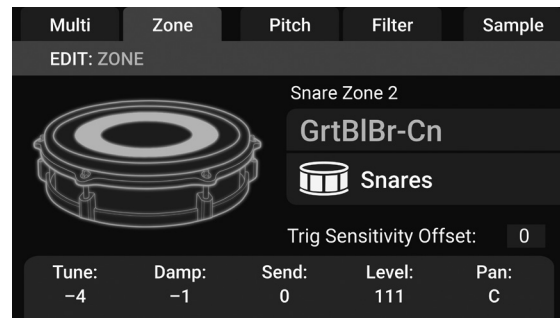 Multi Zone Pitch Filter Sample
EDIT: ZONE
Snare Zone 2
GrtBlBr-Cn
Snares
Trig Sensitivity Offset: 0
Tune: Damp: Send: Level: Pan:
−4 −1 0 111 C